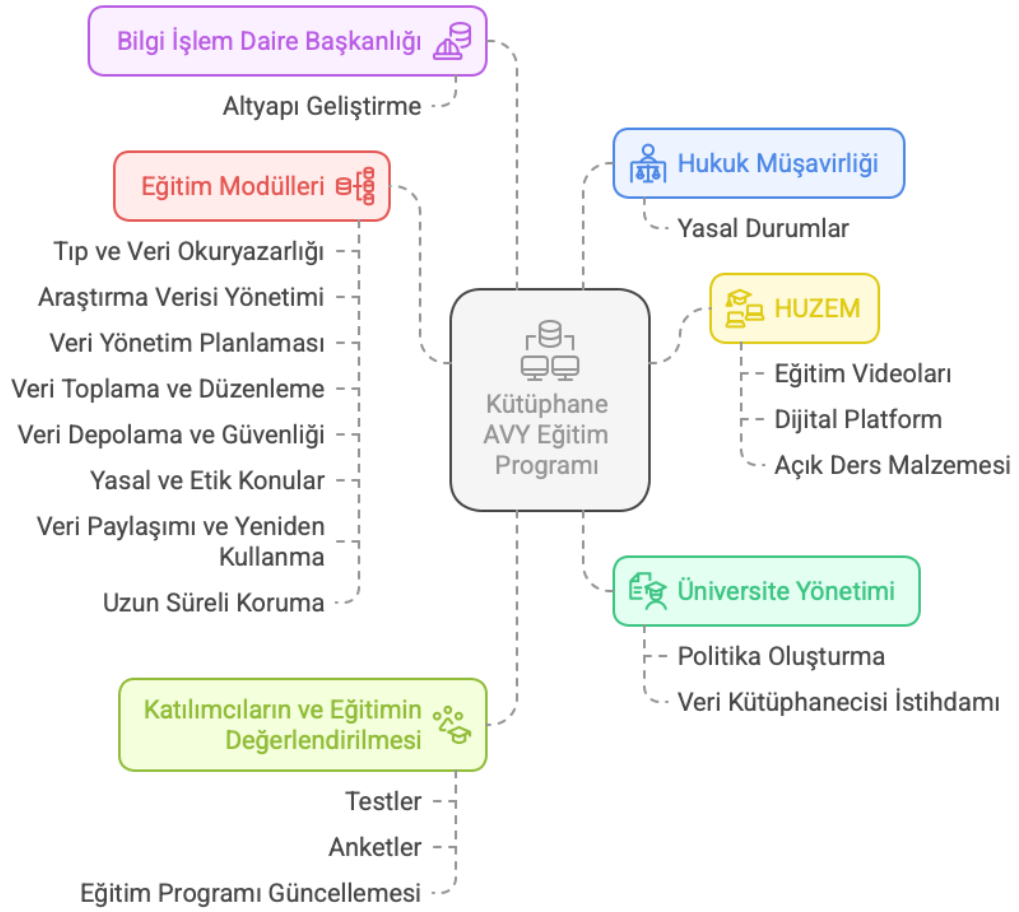 Bilgi İşlem Daire Başkanlığı
Altyapı Geliştirme
Eğitim Modülleri
Tıp ve Veri Okuryazarlığı
Araştırma Verisi Yönetimi
Veri Yönetim Planlaması
Veri Toplama ve Düzenleme
Veri Depolama ve Güvenliği
Yasal ve Etik Konular
Veri Paylaşımı ve Yeniden
Kullanma
Uzun Süreli Koruma
Katılımcıların ve Eğitimin
Değerlendirilmesi
Testler
Anketler
Eğitim Programı Güncellemesi
Kütüphane
AVY Eğitim
Programı
Hukuk Müşavirliği
Yasal Durumlar
HUZEM
Eğitim Videoları
Dijital Platform
Açık Ders Malzemesi
Üniversite Yönetimi
Politika Oluşturma
Veri Kütüphanecisi İstihdamı